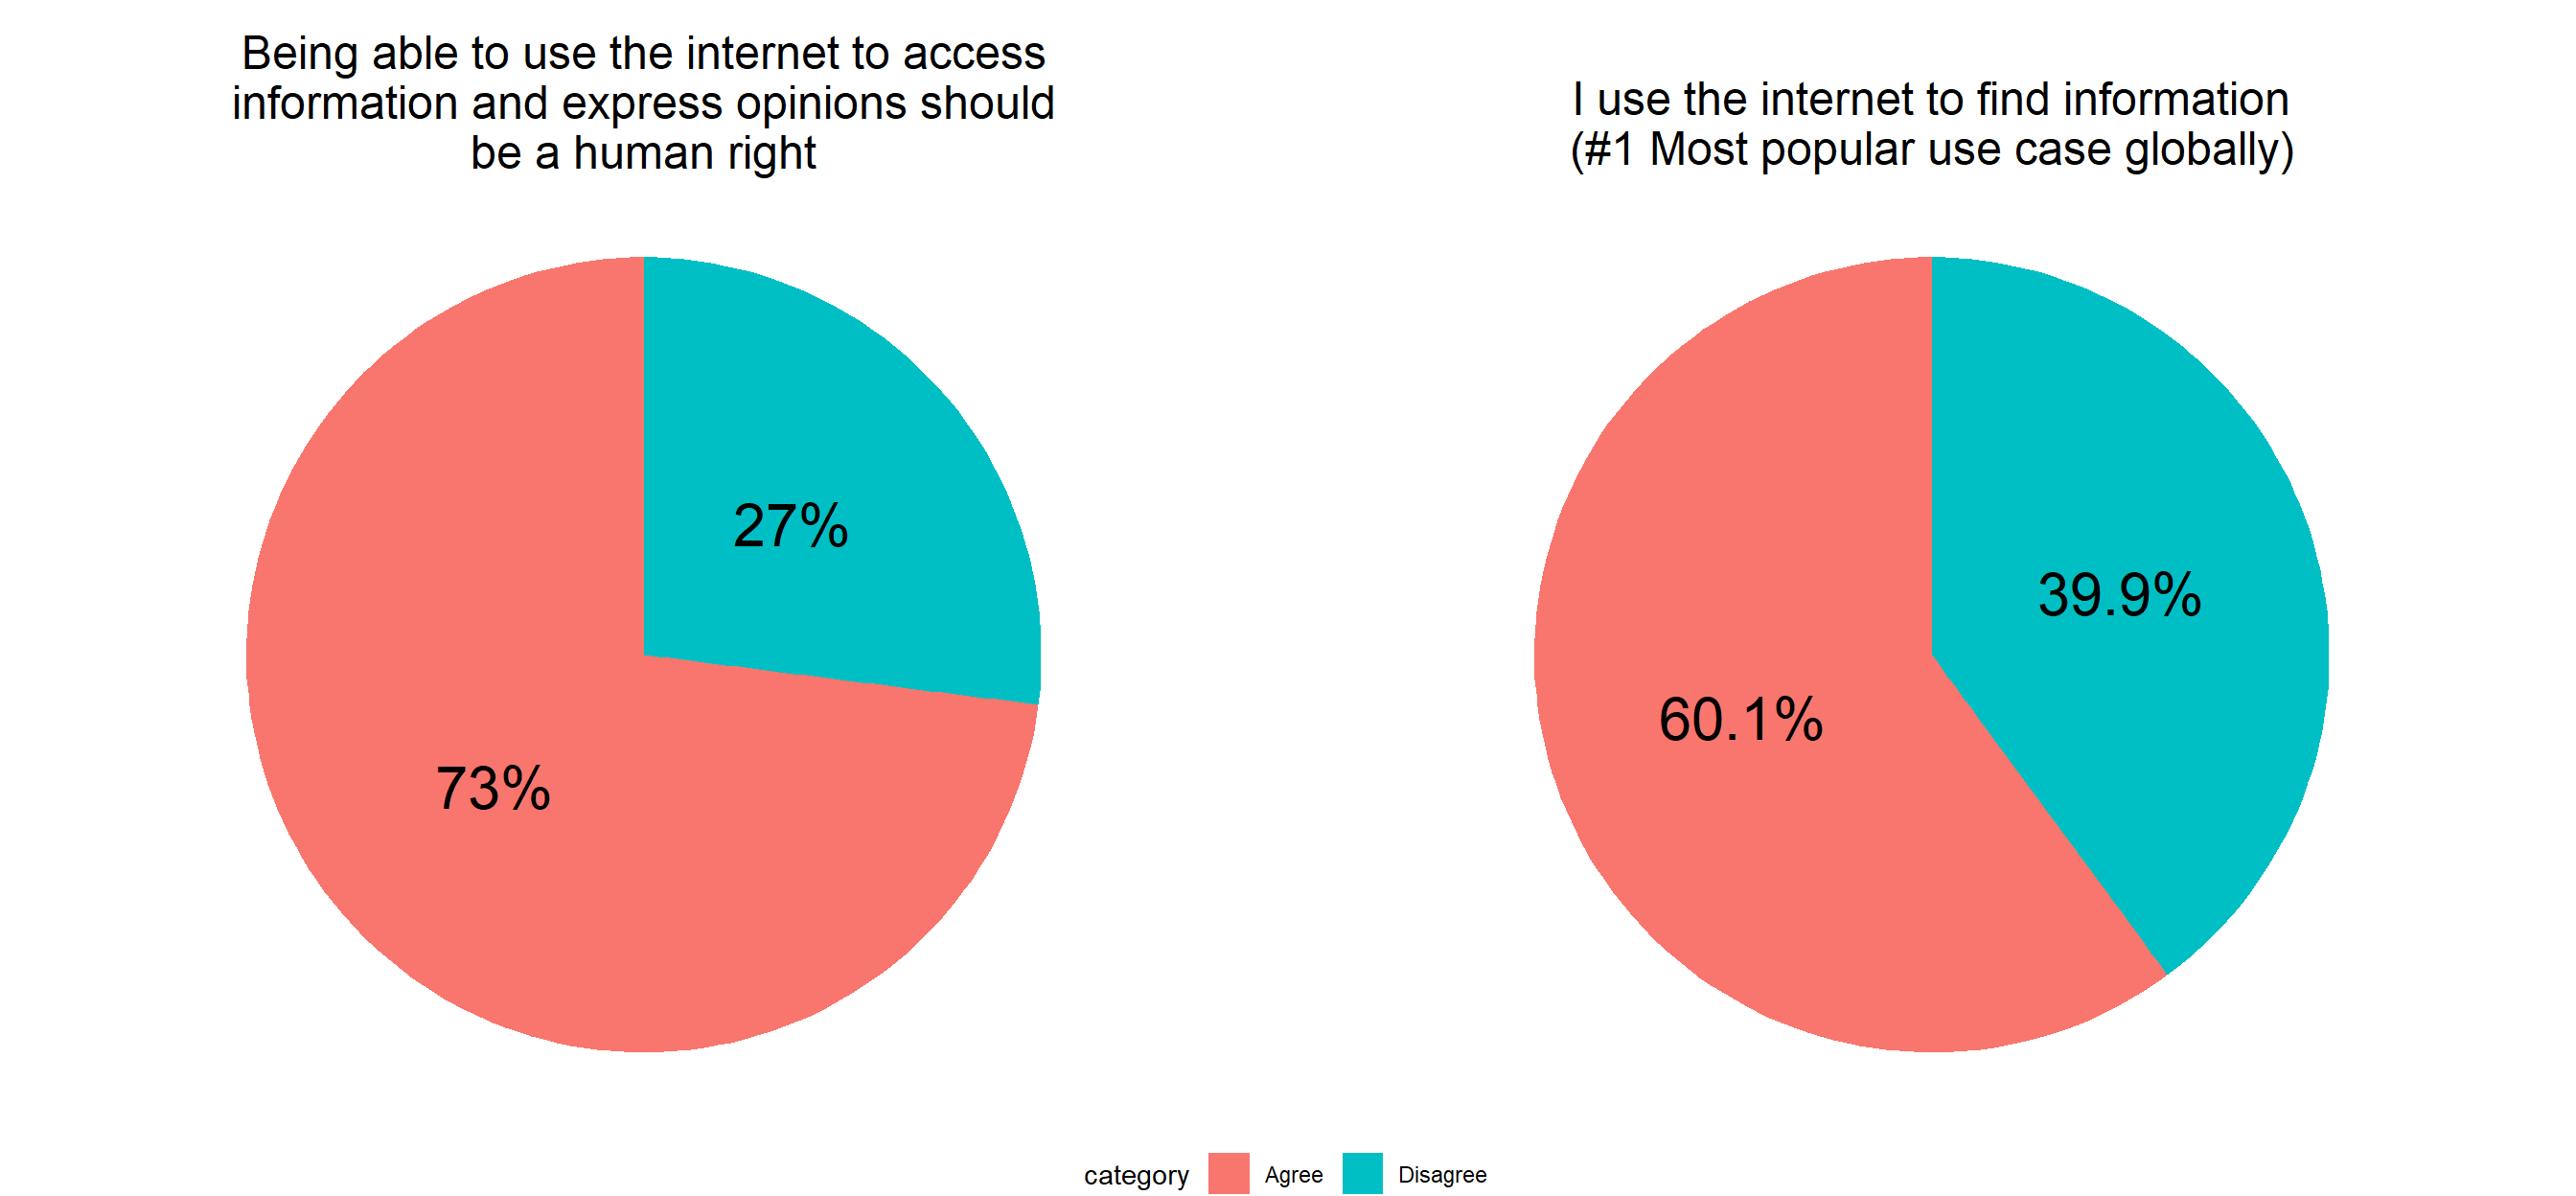 Being able to use the internet to access
information and express opinions should
be a human right
I use the internet to find information
(#1 Most popular use case globally)
27%
73%
39.9%
60.1%
category Agree Disagree